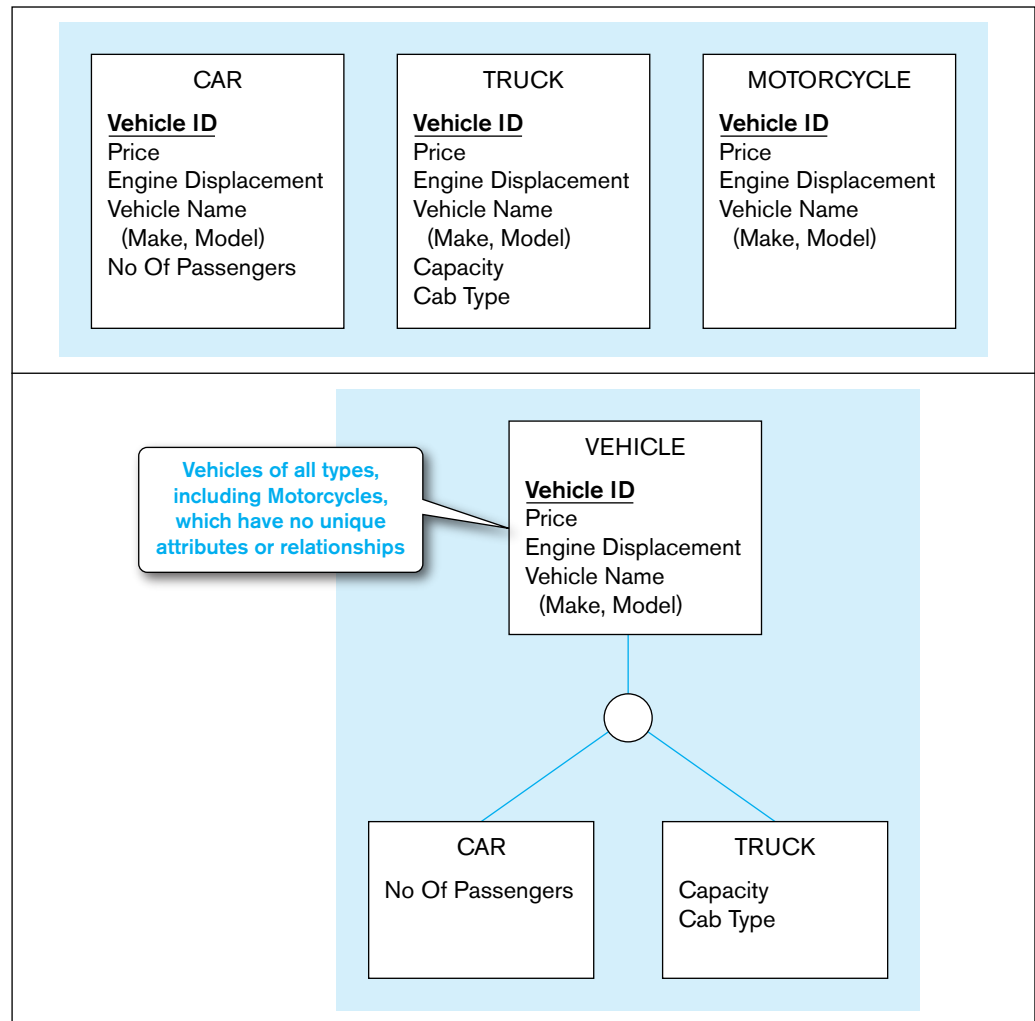 CAR
Vehicle ID
Price
Engine Displacement
Vehicle Name
(Make, Model)
No Of Passengers
TRUCK
Vehicle ID
Price
Engine Displacement
Vehicle Name
(Make, Model)
Capacity
Cab Type
MOTORCYCLE
Vehicle ID
Price
Engine Displacement
Vehicle Name
(Make, Model)
Vehicles of all types,
including Motorcycles,
which have no unique
attributes or relationships
VEHICLE
Vehicle ID
Price
Engine Displacement
Vehicle Name
(Make, Model)
CAR
No Of Passengers
TRUCK
Capacity
Cab Type